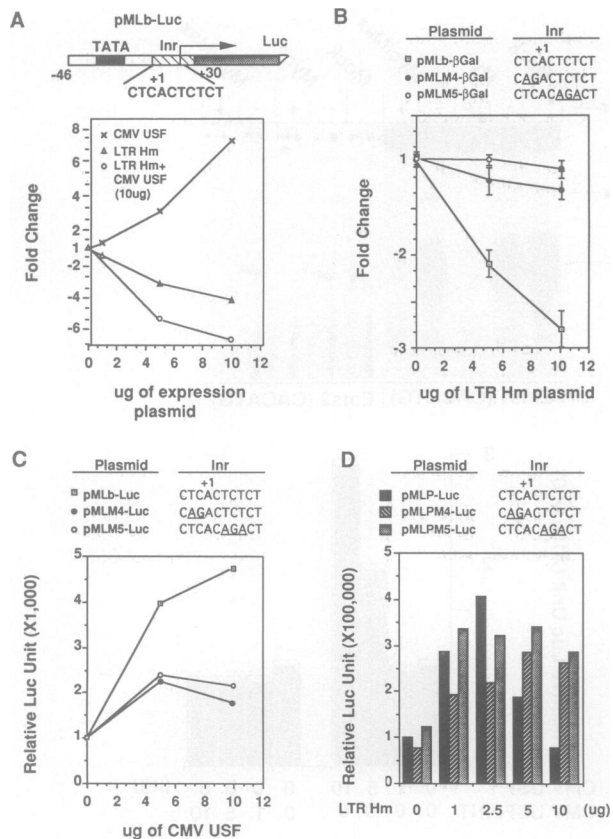 A
pMLb-Luc
TATA Inr Luc
-46 +1 +30
CTCACTCTCT
Fold Change
8
6
4
2
1
-2
-4
-6
CMV USF
LTR Hm
LTR Hm+
CMV USF
(10ug)
0 2 4 6 8 10 12
ug of expression
plasmid
B
Plasmid Inr
+1
pMLb-βGal CTCACTCTCT
pMLM4-βGal CAGACTCTCT
pMLM5-βGal CTCACAGACT
Fold Change
1
-2
-3
0 2 4 6 8 10 12
ug of LTR Hm plasmid
C
Plasmid Inr
+1
pMLb-Luc CTCACTCTCT
pMLM4-Luc CAGACTCTCT
pMLM5-Luc CTCACAGACT
Relative Luc Unit (X1,000)
5
4
3
2
1
0
0 2 4 6 8 10 12
ug of CMV USF
D
Plasmid Inr
+1
pMLP-Luc CTCACTCTCT
pMLPM4-Luc CAGACTCTCT
pMLPM5-Luc CTCACAGACT
Relative Luc Unit (X100,000)
5
4
3
2
1
0
LTR Hm 0 1 2.5 5 10 (ug)